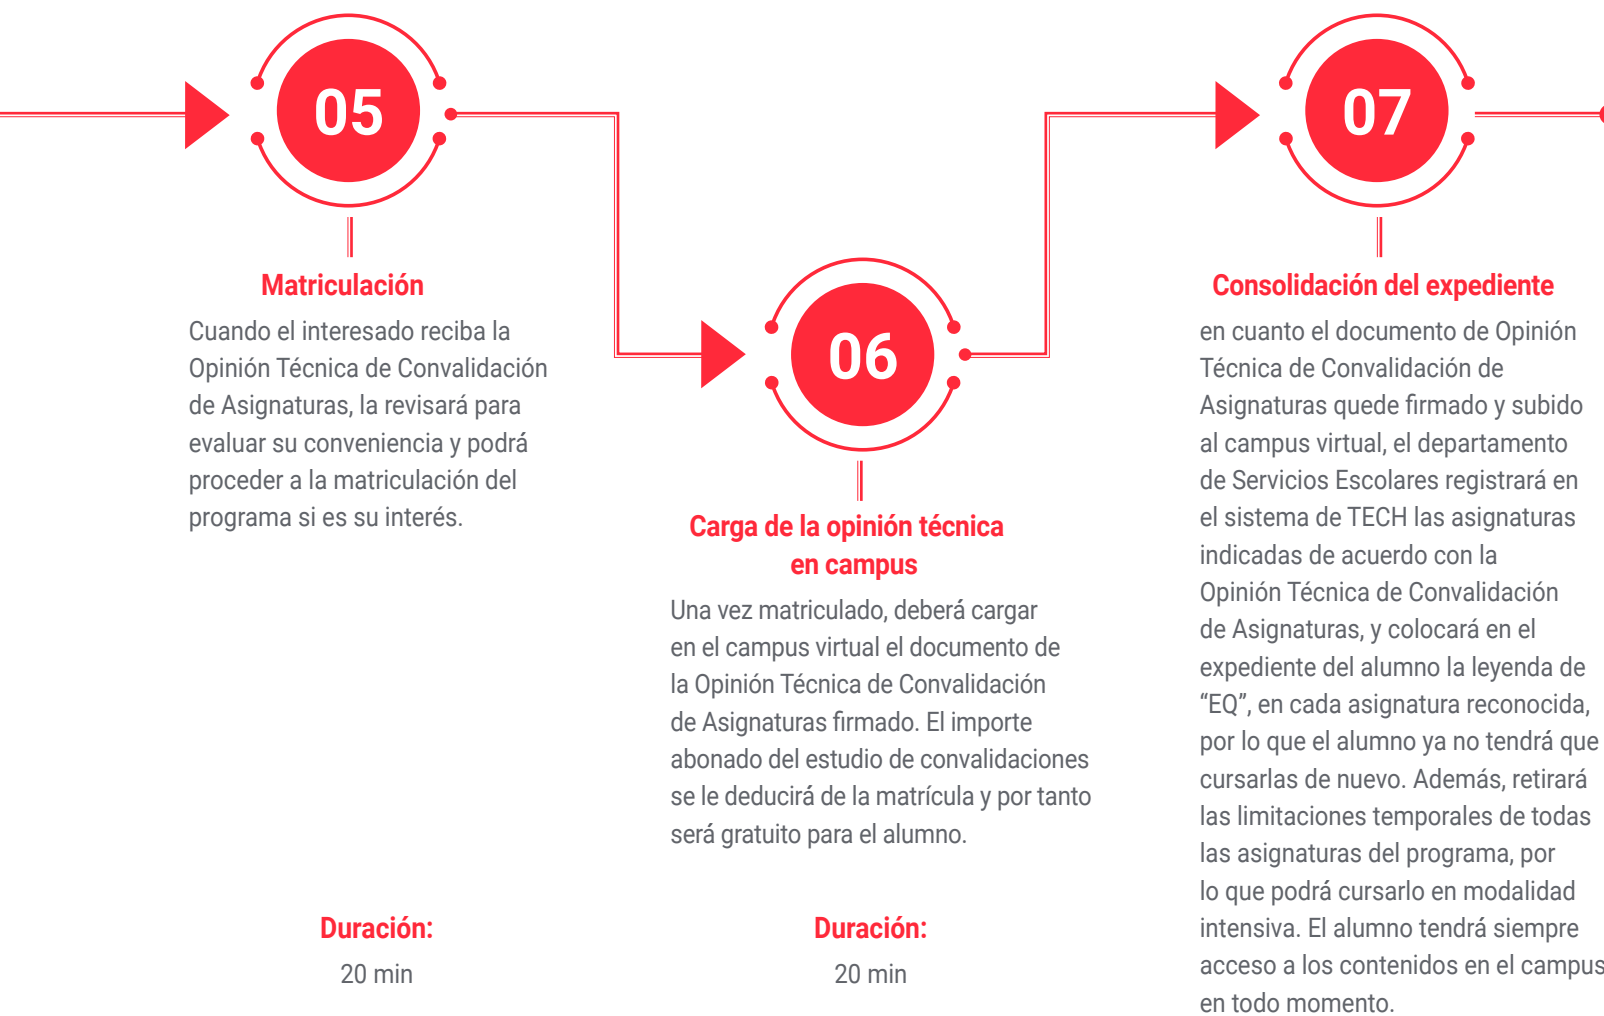 05
Matriculación
Cuando el interesado reciba la
Opinión Técnica de Convalidación
de Asignaturas, la revisará para
evaluar su conveniencia y podrá
proceder a la matriculación del
programa si es su interés.
Duración:
20 min
06
Carga de la opinión técnica
en campus
Una vez matriculado, deberá cargar
en el campus virtual el documento de
la Opinión Técnica de Convalidación
de Asignaturas firmado. El importe
abonado del estudio de convalidaciones
se le deducirá de la matrícula y por tanto
será gratuito para el alumno.
Duración:
20 min
07
Consolidación del expediente
en cuanto el documento de Opinión
Técnica de Convalidación de
Asignaturas quede firmado y subido
al campus virtual, el departamento
de Servicios Escolares registrará en
el sistema de TECH las asignaturas
indicadas de acuerdo con la
Opinión Técnica de Convalidación
de Asignaturas, y colocará en el
expediente del alumno la leyenda de
“EQ”, en cada asignatura reconocida,
por lo que el alumno ya no tendrá que
cursarlas de nuevo. Además, retirará
las limitaciones temporales de todas
las asignaturas del programa, por
lo que podrá cursarlo en modalidad
intensiva. El alumno tendrá siempre
acceso a los contenidos en el campus
en todo momento.